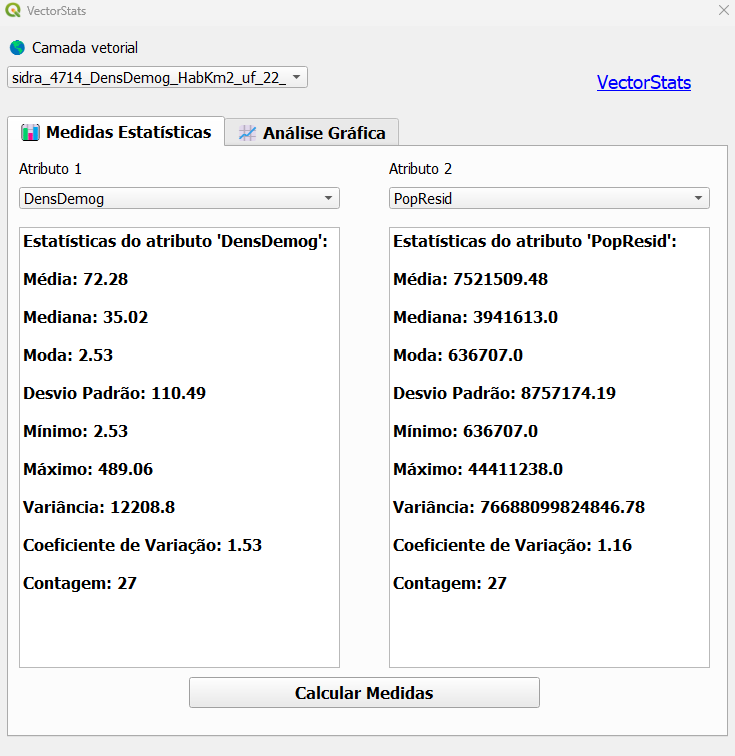 VectorStats
Camada vetorial
sidra_4714_DensDemog_HabKm2_uf_22_
VectorStats
Medidas Estatísticas
Análise Gráfica
Atributo 1
DensDemog
Estatísticas do atributo 'DensDemog':
Média: 72.28
Mediana: 35.02
Moda: 2.53
Desvio Padrão: 110.49
Mínimo: 2.53
Máximo: 489.06
Variância: 12208.8
Coeficiente de Variação: 1.53
Contagem: 27
Atributo 2
PopResid
Estatísticas do atributo 'PopResid':
Média: 7521509.48
Mediana: 3941613.0
Moda: 636707.0
Desvio Padrão: 8757174.19
Mínimo: 636707.0
Máximo: 44411238.0
Variância: 76688099824846.78
Coeficiente de Variação: 1.16
Contagem: 27
Calcular Medidas